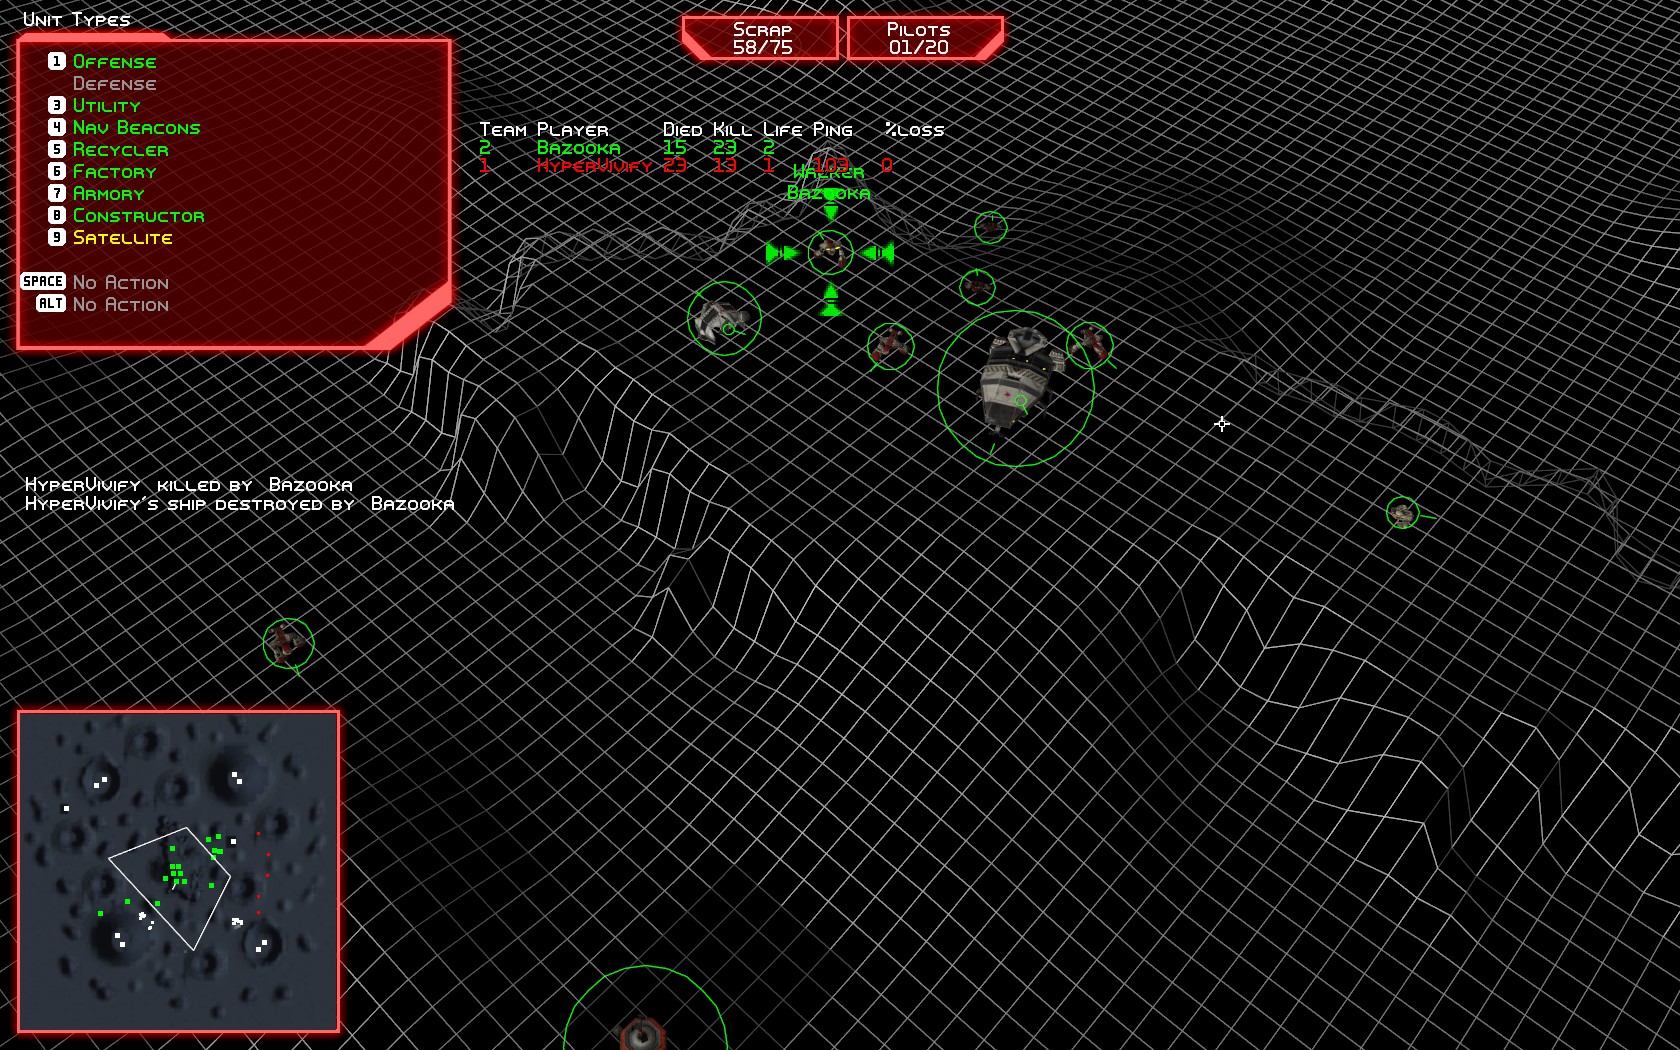 Unit Types
1 Offense
Defense
3 Utility
4 Nav Beacons
5 Recycler
6 Factory
7 Armory
8 Constructor
9 Satellite
SPACE No Action
ALT No Action
Scrap
58/75
Pilots
01/20
Team Player Died Kill Life Ping %loss
2 Bazooka 15 23 2
1 HyperVivify 23 13 1 103 0
Walker
Bazooka
HyperVivify killed by Bazooka
HyperVivify's ship destroyed by Bazooka